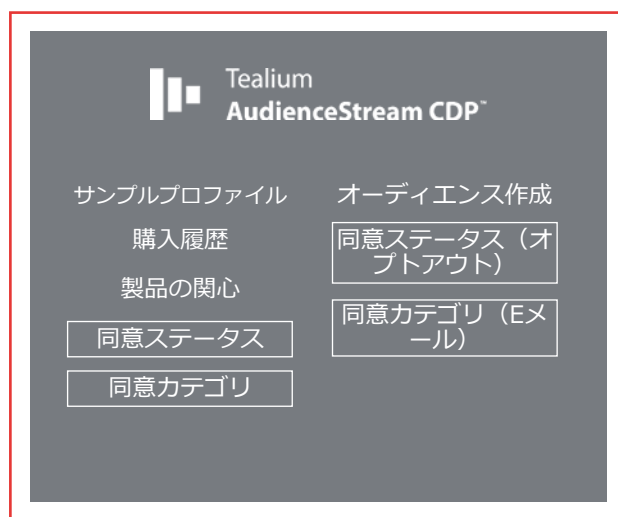 Tealium
AudienceStream CDP™
サンプルプロファイル
購入履歴
製品の関心
同意ステータス
同意カテゴリ
オーディエンス作成
同意ステータス（オ
プトアウト）
同意カテゴリ（Eメ
ール）